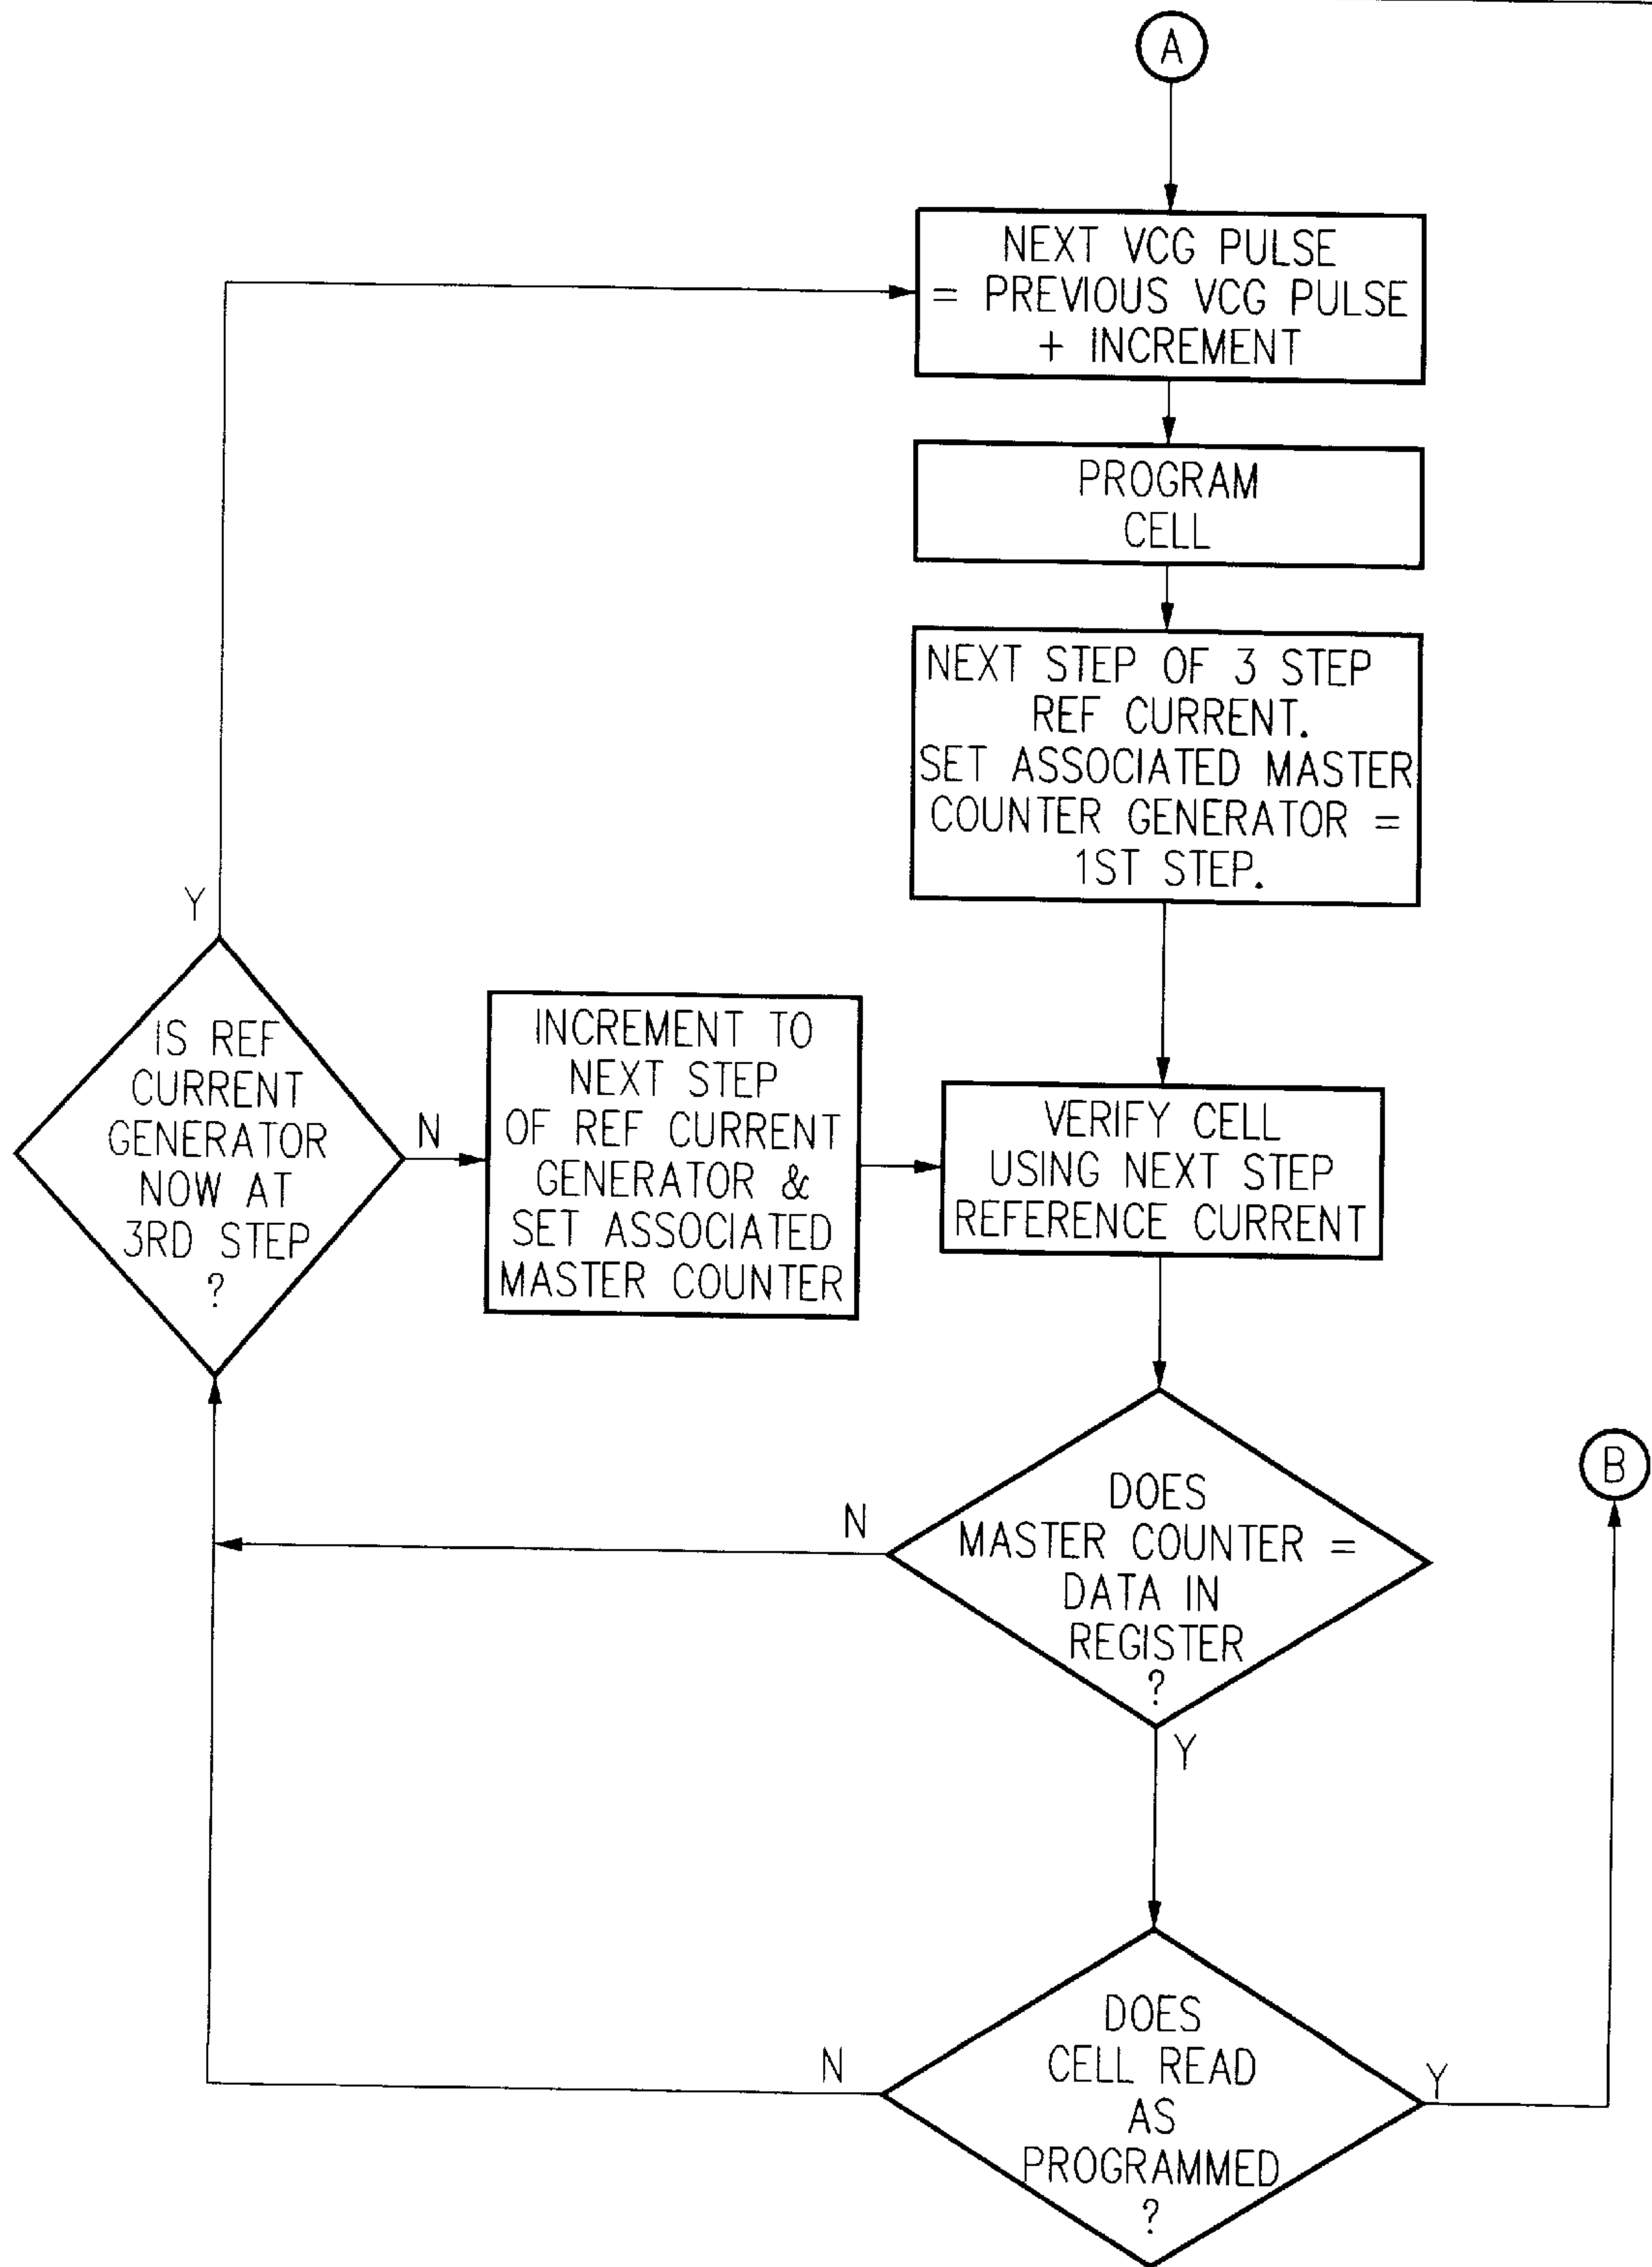 A
NEXT VCG PULSE
= PREVIOUS VCG PULSE
+ INCREMENT
PROGRAM
CELL
NEXT STEP OF 3 STEP
REF CURRENT.
SET ASSOCIATED MASTER
COUNTER GENERATOR =
1ST STEP.
Y
IS REF
CURRENT
GENERATOR
NOW AT
3RD STEP
?
N
INCREMENT TO
NEXT STEP
OF REF CURRENT
GENERATOR &
SET ASSOCIATED
MASTER COUNTER
VERIFY CELL
USING NEXT STEP
REFERENCE CURRENT
B
N
DOES
MASTER COUNTER =
DATA IN
REGISTER
?
Y
N
DOES
CELL READ
AS
PROGRAMMED
?
Y